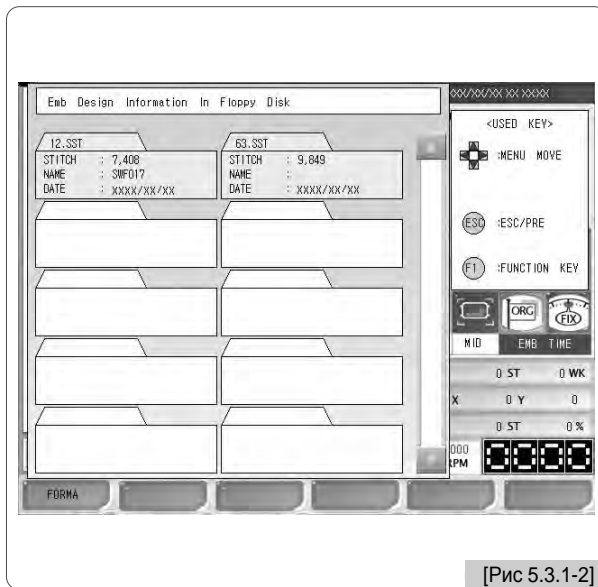 Emb Design Information In Floppy Disk
12.SST
STITCH : 7,408
NAME : SWF017
DATE : XXXX/XX/XX
63.SST
STITCH : 9,849
NAME :
DATE : XXXX/XX/XX
XX/XX/XX XX XXXX
<USED KEY>
:MENU MOVE
ESC :ESC/PRE
F1 :FUNCTION KEY
ORG FIX
MID EMB TIME
0 ST 0 WK
X 0 Y 0
0 ST 0 %
000
RPM 0000
FORMA
[Рис 5.3.1-2]